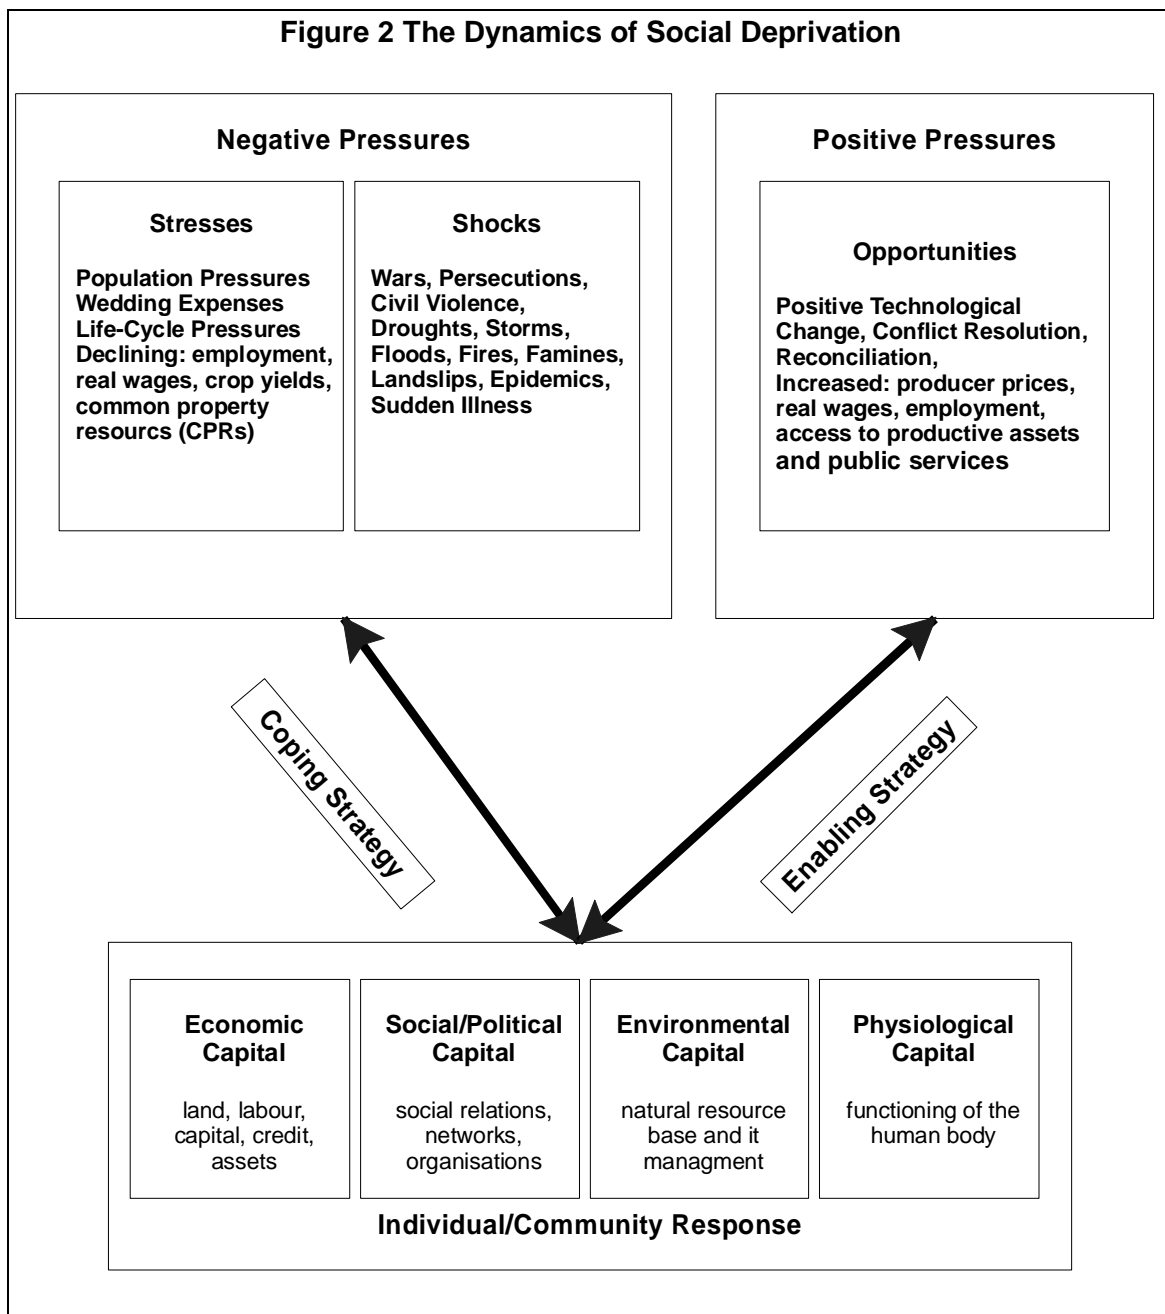 Figure 2 The Dynamics of Social Deprivation
Negative Pressures
Stresses
Population Pressures
Wedding Expenses
Life-Cycle Pressures
Declining: employment,
real wages, crop yields,
common property
resourcs (CPRs)
Shocks
Wars, Persecutions,
Civil Violence,
Droughts, Storms,
Floods, Fires, Famines,
Landslips, Epidemics,
Sudden Illness
Positive Pressures
Opportunities
Positive Technological
Change, Conflict Resolution,
Reconciliation,
Increased: producer prices,
real wages, employment,
access to productive assets
and public services
Coping Strategy
Enabling Strategy
Economic
Capital
land, labour,
capital, credit,
assets
Social/Political
Capital
social relations,
networks,
organisations
Environmental
Capital
natural resource
base and it
managment
Physiological
Capital
functioning of the
human body
Individual/Community Response